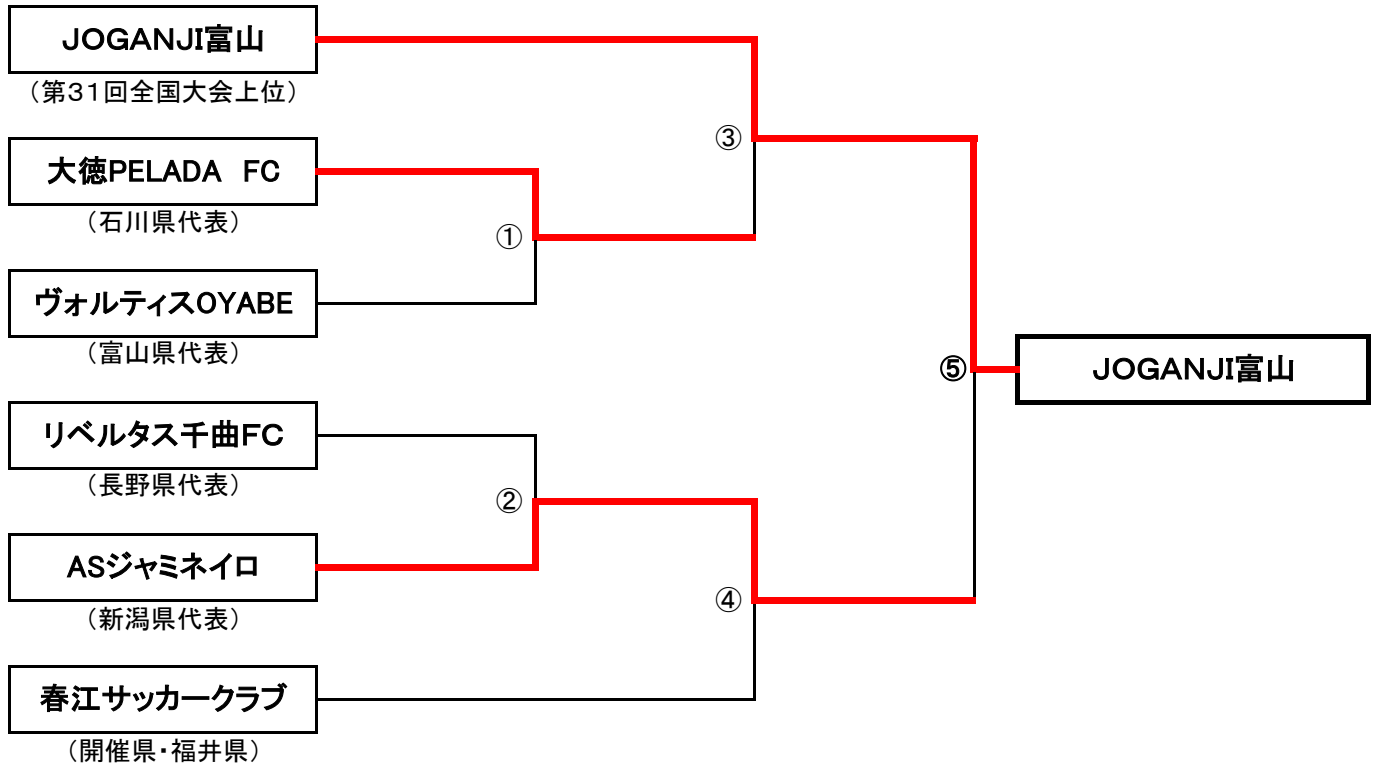 JOGANJI富山
（第３１回全国大会上位）
③
大徳PELADA　FC
（石川県代表）
①
ヴォルティスOYABE
（富山県代表）
⑤
JOGANJI富山
リベルタス千曲FC
（長野県代表）
②
ASジャミネイロ
④
（新潟県代表）
春江サッカークラブ
（開催県・福井県）